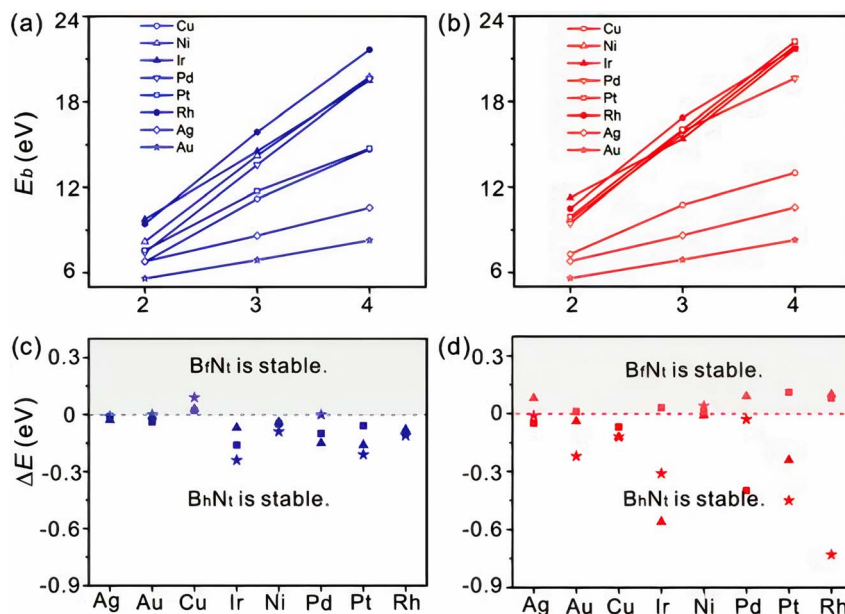 (a)
24
18
12
6
Eb (eV)
Cu
Ni
Ir
Pd
Pt
Rh
Ag
Au
2 3 4
(b)
24
18
12
6
Eb (eV)
Cu
Ni
Ir
Pd
Pt
Rh
Ag
Au
2 3 4
(c)
0.3
0
-0.3
-0.6
-0.9
ΔE (eV)
BfNt is stable.
BhNt is stable.
Ag Au Cu Ir Ni Pd Pt Rh
(d)
0.3
0
-0.3
-0.6
-0.9
ΔE (eV)
BfNt is stable.
BhNt is stable.
Ag Au Cu Ir Ni Pd Pt Rh